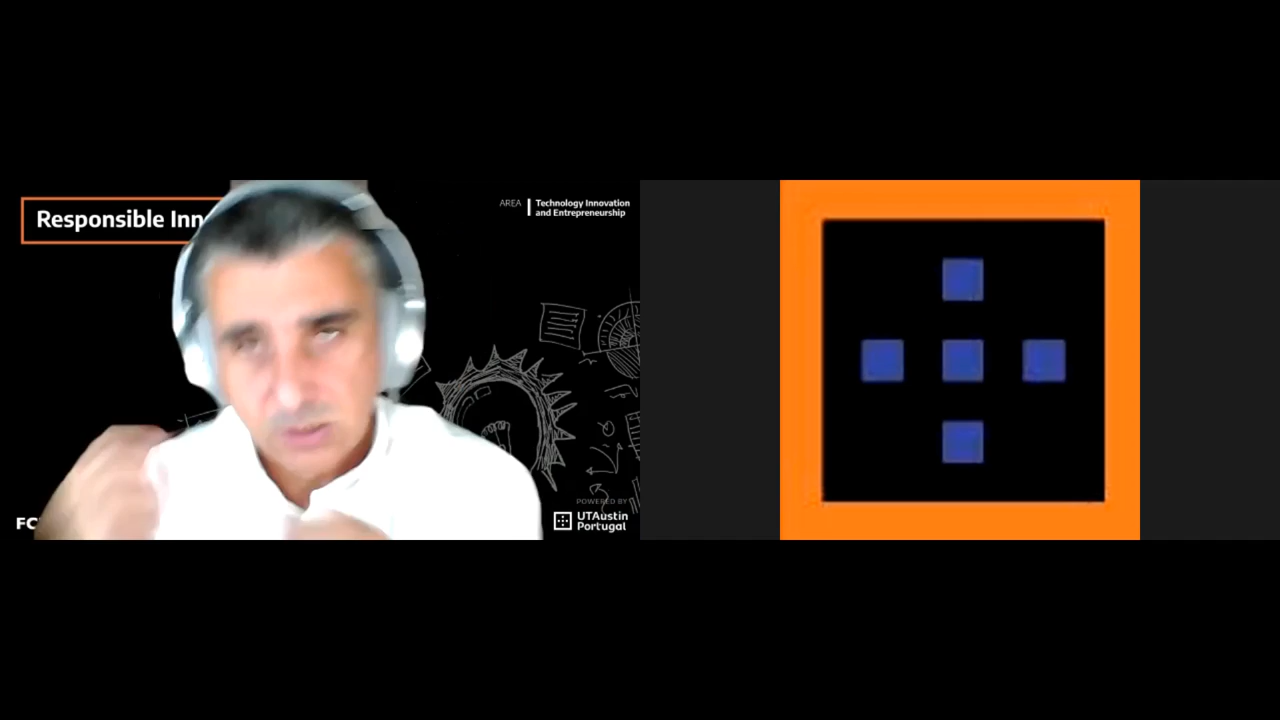 Responsible Inn
AREA
Technology Innovation
and Entrepreneurship
POWERED BY
UTAustin
Portugal
FC